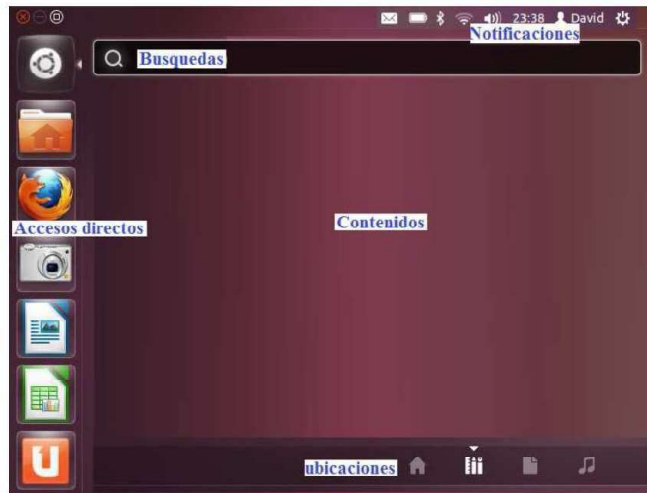 23:38 David
Notificaciones
Busquedas
Contenidos
Accesos directos
ubicaciones